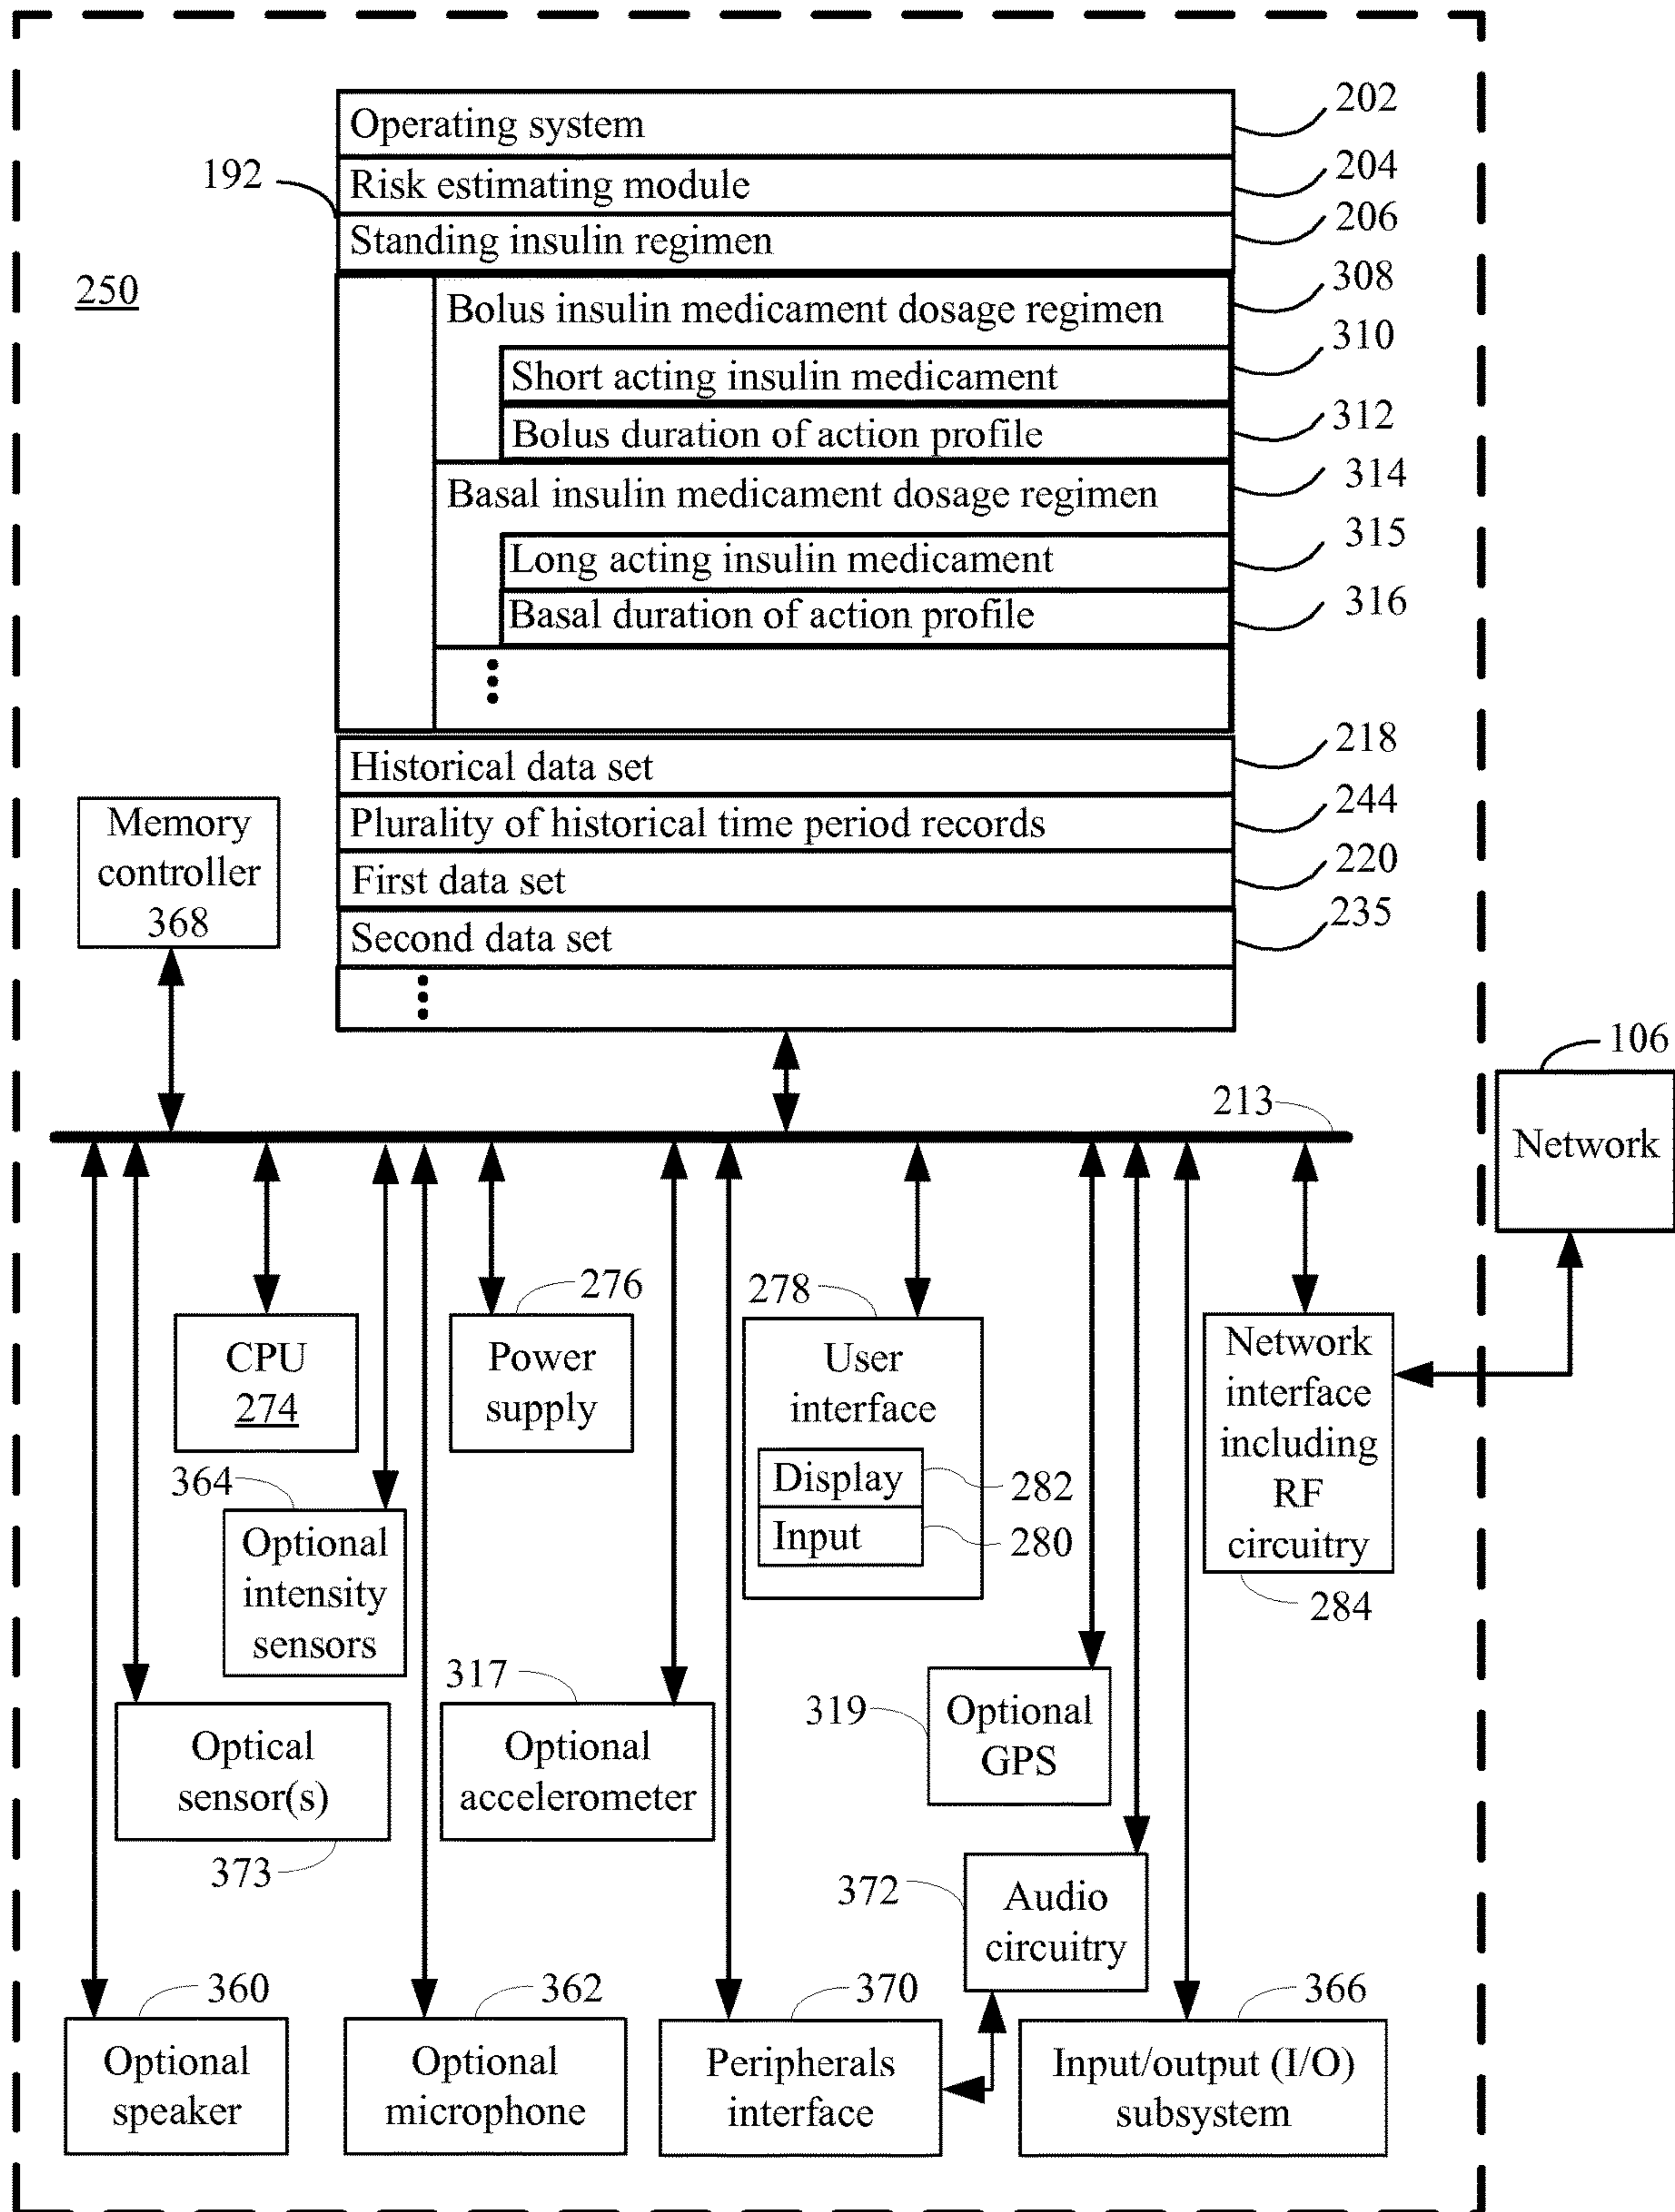 Operating system
202
192
Risk estimating module
204
Standing insulin regimen
206
250
Bolus insulin medicament dosage regimen
308
Short acting insulin medicament
310
Bolus duration of action profile
312
Basal insulin medicament dosage regimen
314
Long acting insulin medicament
315
Basal duration of action profile
316
Historical data set
218
Plurality of historical time period records
244
First data set
220
Second data set
235
Memory
controller
368
213
106
Network
CPU
274
276
Power
supply
278
User
interface
Display
282
Input
280
Network
interface
including
RF
circuitry
284
364
Optional
intensity
sensors
Optical
sensor(s)
373
317
Optional
accelerometer
319
Optional
GPS
372
Audio
circuitry
360
Optional
speaker
362
Optional
microphone
370
Peripherals
interface
366
Input/output (I/O)
subsystem